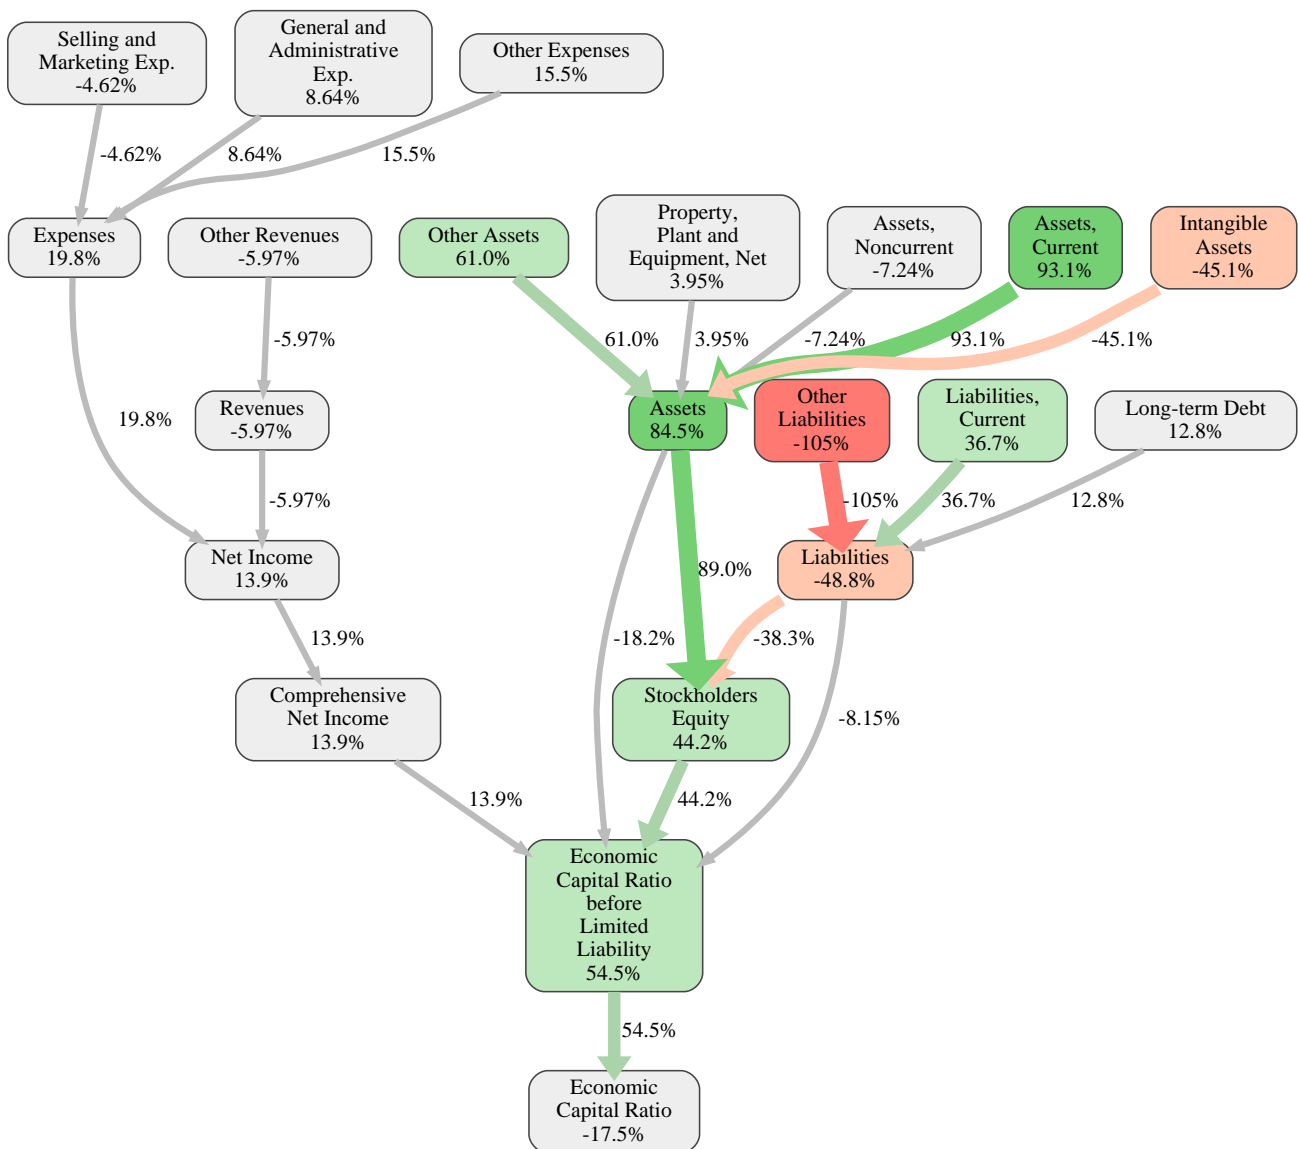 Selling and
Marketing Exp.
-4.62%
General and
Administrative
Exp.
8.64%
Other Expenses
15.5%
-4.62%
8.64%
15.5%
Expenses
19.8%
Other Revenues
-5.97%
Other Assets
61.0%
Property,
Plant and
Equipment, Net
3.95%
Assets,
Noncurrent
-7.24%
Assets,
Current
93.1%
Intangible
Assets
-45.1%
-5.97%
61.0%
3.95%
-7.24%
93.1%
-45.1%
19.8%
Revenues
-5.97%
Assets
84.5%
Other
Liabilities
-105%
Liabilities,
Current
36.7%
Long-term Debt
12.8%
-5.97%
-105%
36.7%
12.8%
Net Income
13.9%
89.0%
Liabilities
-48.8%
13.9%
-18.2%
-38.3%
Comprehensive
Net Income
13.9%
Stockholders
Equity
44.2%
-8.15%
13.9%
44.2%
Economic
Capital Ratio
before
Limited
Liability
54.5%
54.5%
Economic
Capital Ratio
-17.5%